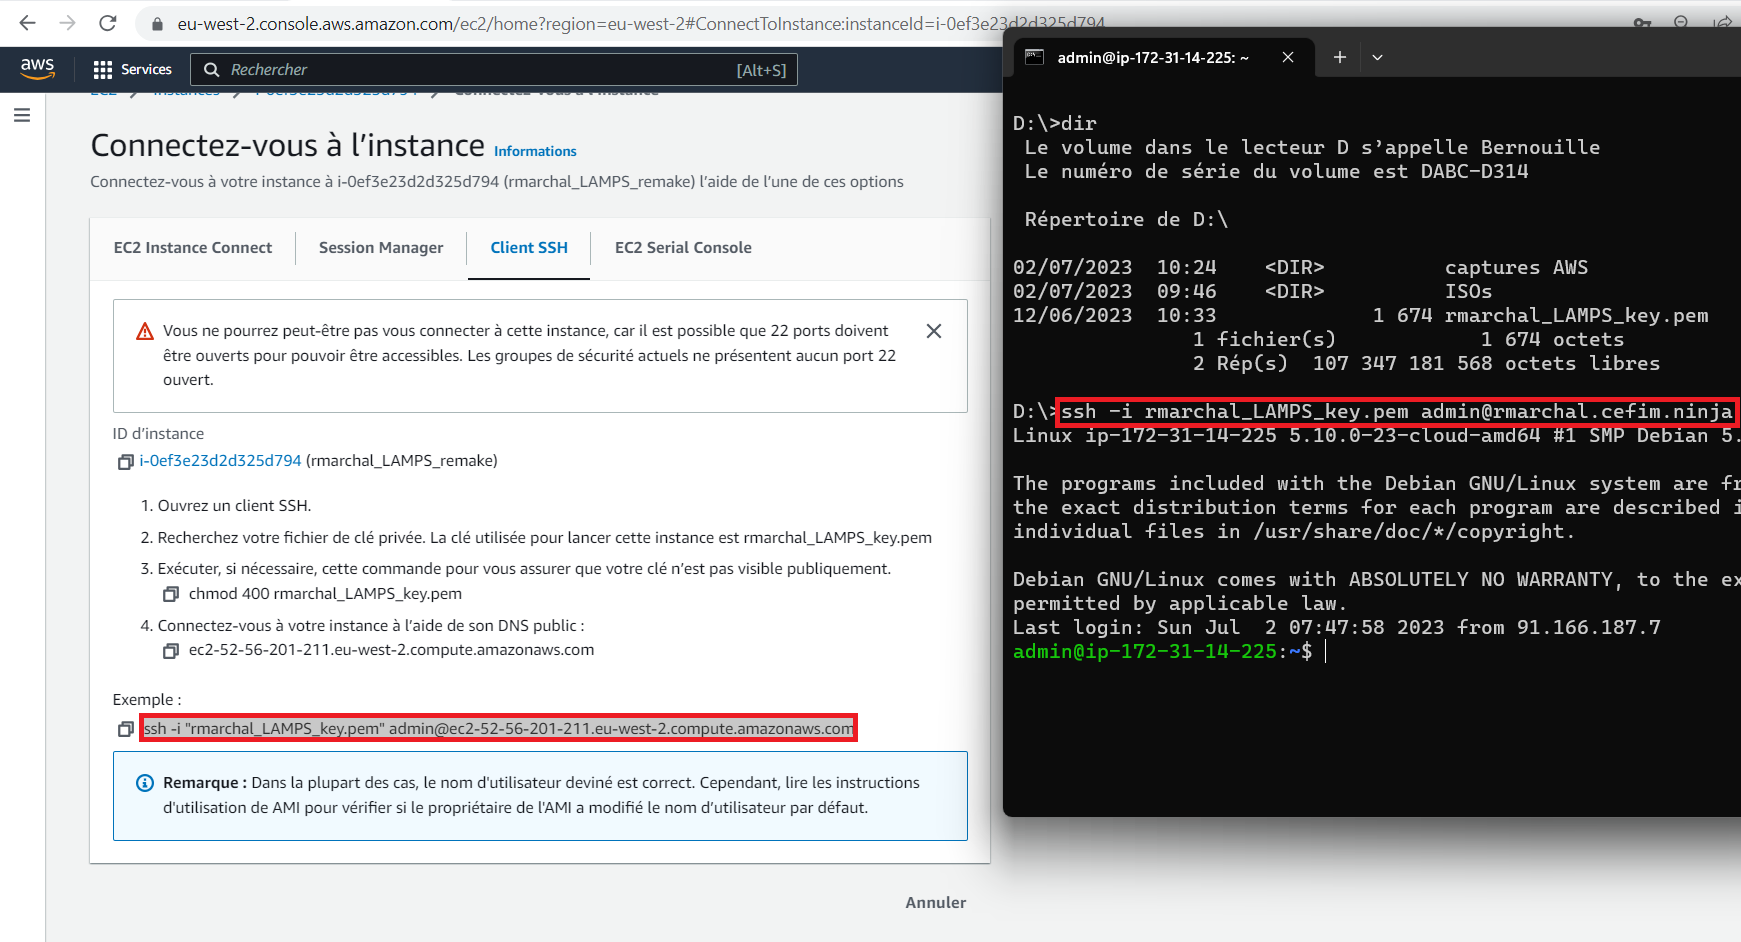 eu-west-2.console.aws.amazon.com/ec2/home?region=eu-west-2#ConnectToInstance:instanceId=i-0ef3e23d2d325d794
aws
Services
Rechercher
[Alt+S]
EC2 > Instances > i-0ef3e23d2d325d794 > Connectez-vous à l’instance
Connectez-vous à l’instance Informations
Connectez-vous à votre instance à i-0ef3e23d2d325d794 (rmarchal_LAMPS_remake) l’aide de l’une de ces options
EC2 Instance Connect
Session Manager
Client SSH
EC2 Serial Console
Vous ne pourrez peut-être pas vous connecter à cette instance, car il est possible que 22 ports doivent
être ouverts pour pouvoir être accessibles. Les groupes de sécurité actuels ne présentent aucun port 22
ouvert.
ID d’instance
i-0ef3e23d2d325d794 (rmarchal_LAMPS_remake)
1. Ouvrez un client SSH.
2. Recherchez votre fichier de clé privée. La clé utilisée pour lancer cette instance est rmarchal_LAMPS_key.pem
3. Exécuter, si nécessaire, cette commande pour vous assurer que votre clé n’est pas visible publiquement.
chmod 400 rmarchal_LAMPS_key.pem
4. Connectez-vous à votre instance à l’aide de son DNS public :
ec2-52-56-201-211.eu-west-2.compute.amazonaws.com
Exemple :
ssh -i "rmarchal_LAMPS_key.pem" admin@ec2-52-56-201-211.eu-west-2.compute.amazonaws.com
Remarque : Dans la plupart des cas, le nom d'utilisateur deviné est correct. Cependant, lire les instructions
d'utilisation de AMI pour vérifier si le propriétaire de l'AMI a modifié le nom d’utilisateur par défaut.
Annuler
admin@ip-172-31-14-225: ~
D:\>dir
Le volume dans le lecteur D s’appelle Bernouille
Le numéro de série du volume est DABC-D314
Répertoire de D:\
02/07/2023  10:24    <DIR>          captures AWS
02/07/2023  09:46    <DIR>          ISOs
12/06/2023  10:33             1 674 rmarchal_LAMPS_key.pem
1 fichier(s)            1 674 octets
2 Rép(s)  107 347 181 568 octets libres
D:\>ssh -i rmarchal_LAMPS_key.pem admin@rmarchal.cefim.ninja
Linux ip-172-31-14-225 5.10.0-23-cloud-amd64 #1 SMP Debian 5.
The programs included with the Debian GNU/Linux system are fr
the exact distribution terms for each program are described i
individual files in /usr/share/doc/*/copyright.
Debian GNU/Linux comes with ABSOLUTELY NO WARRANTY, to the ex
permitted by applicable law.
Last login: Sun Jul  2 07:47:58 2023 from 91.166.187.7
admin@ip-172-31-14-225:~$